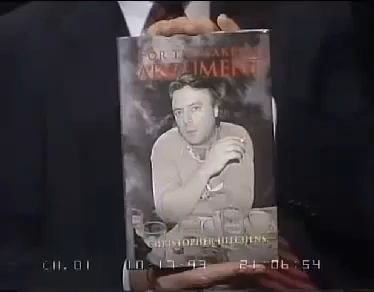 FOR THE SAKE OF
ARGUMENT
CHRISTOPHER HITCHENS
CH.01 10-17-93 21:06:54